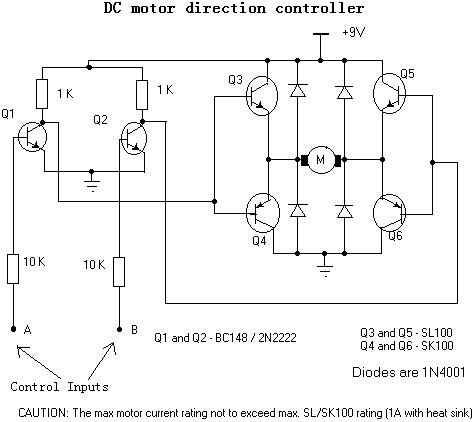 DC motor direction controller
+9V
Q3
Q5
1 K
1 K
Q1
Q2
M
Q4
Q6
10 K
10 K
A
B
Q1 and Q2 - BC148 / 2N2222
Q3 and Q5 - SL100
Q4 and Q6 - SK100
Control Inputs
Diodes are 1N4001
CAUTION: The max motor current rating not to exceed max. SL/SK100 rating (1A with heat sink)